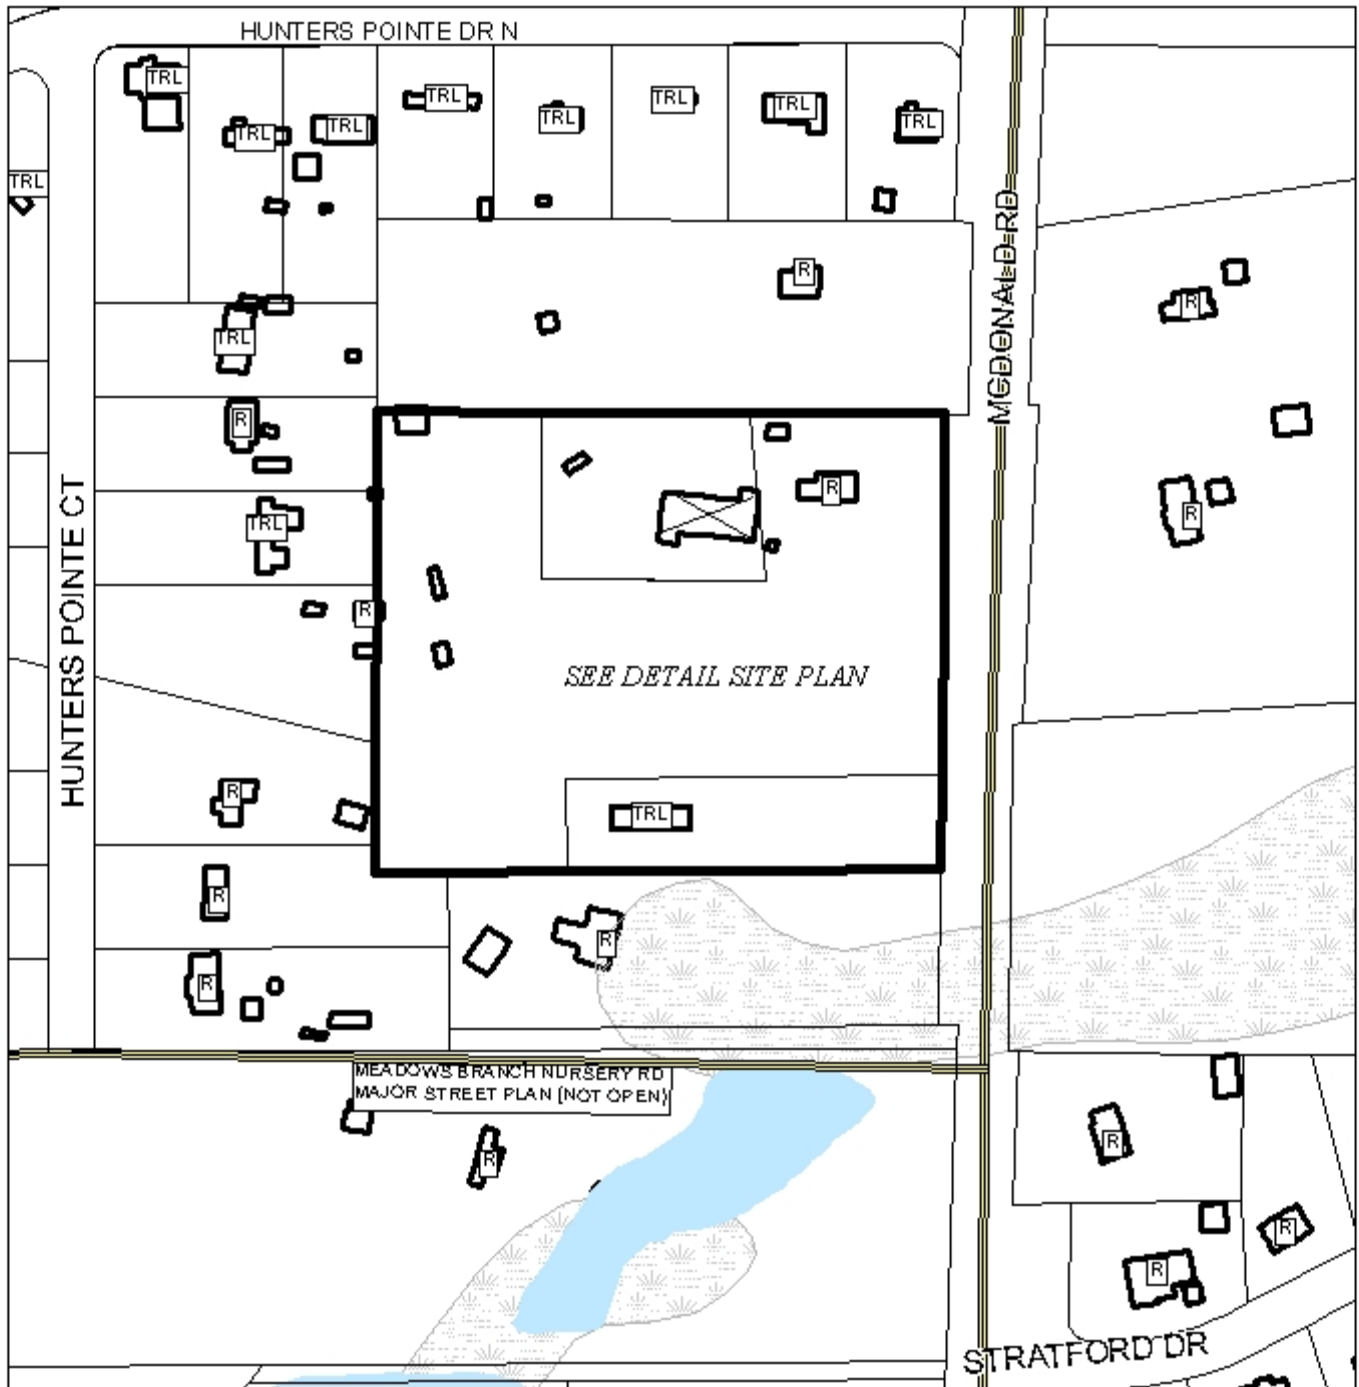 HUNTERS POINTE DR N
TRL
TRL
TRL
TRL
TRL
TRL
TRL
TRL
TRL
MCDONALD RD
R
R
TRL
R
R
R
TRL
R
HUNTERS POINTE CT
R
SEE DETAIL SITE PLAN
R
TRL
R
R
R
MEADOWS BRANCH NURSERY RD
MAJOR STREET PLAN (NOT OPEN)
R
R
R
R
STRATFORD DR